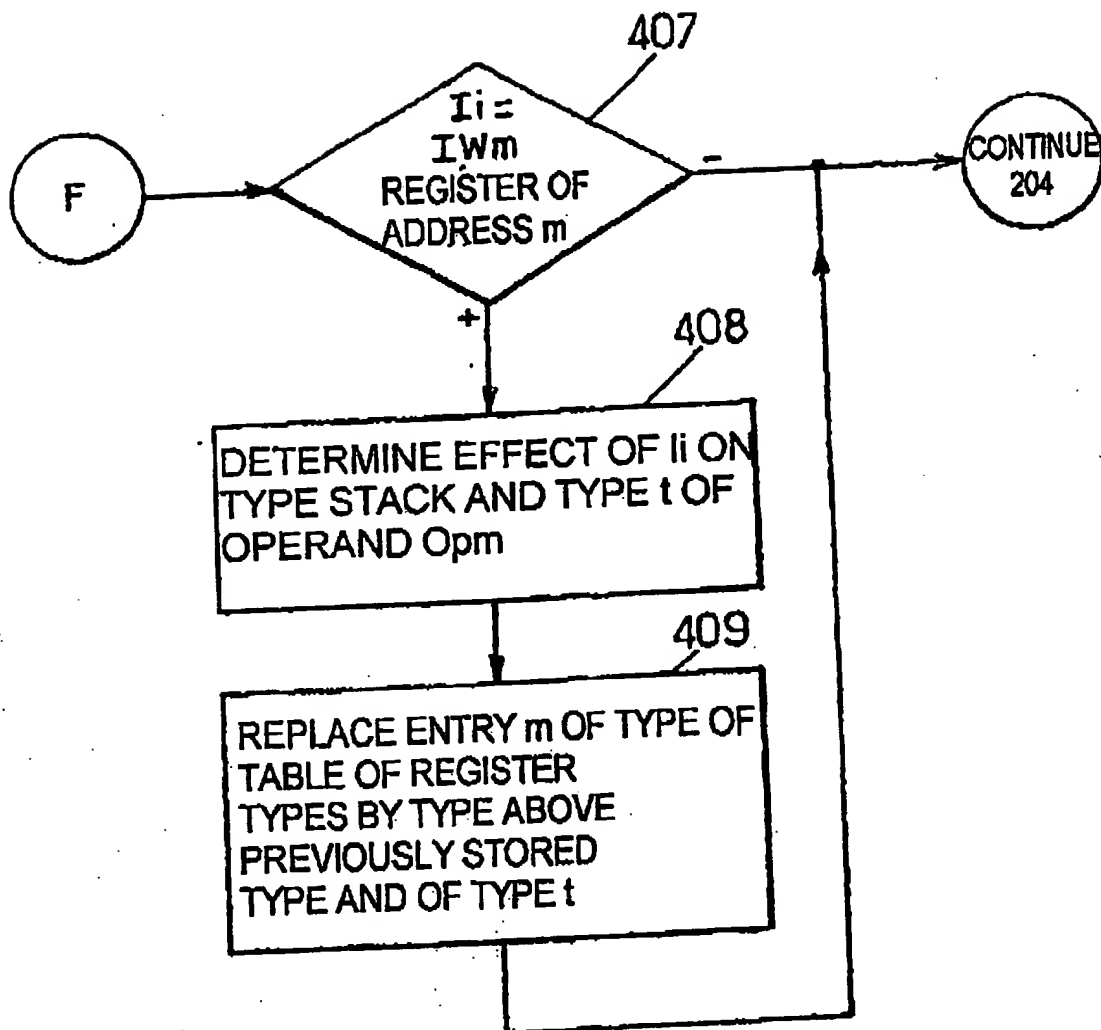 407
Ii =
IWm
REGISTER OF
ADDRESS m
F
-
CONTINUE
204
+
408
DETERMINE EFFECT OF Ii ON
TYPE STACK AND TYPE t OF
OPERAND Opm
409
REPLACE ENTRY m OF TYPE OF
TABLE OF REGISTER
TYPES BY TYPE ABOVE
PREVIOUSLY STORED
TYPE AND OF TYPE t